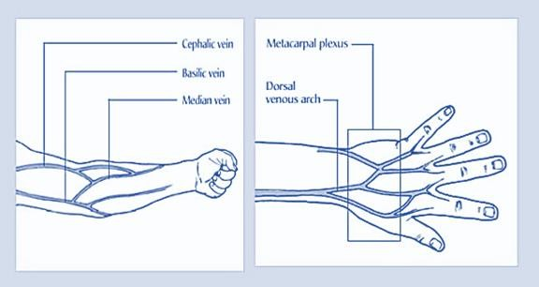 Cephalic vein
Basilic vein
Median vein
Metacarpal plexus
Dorsal
venous arch